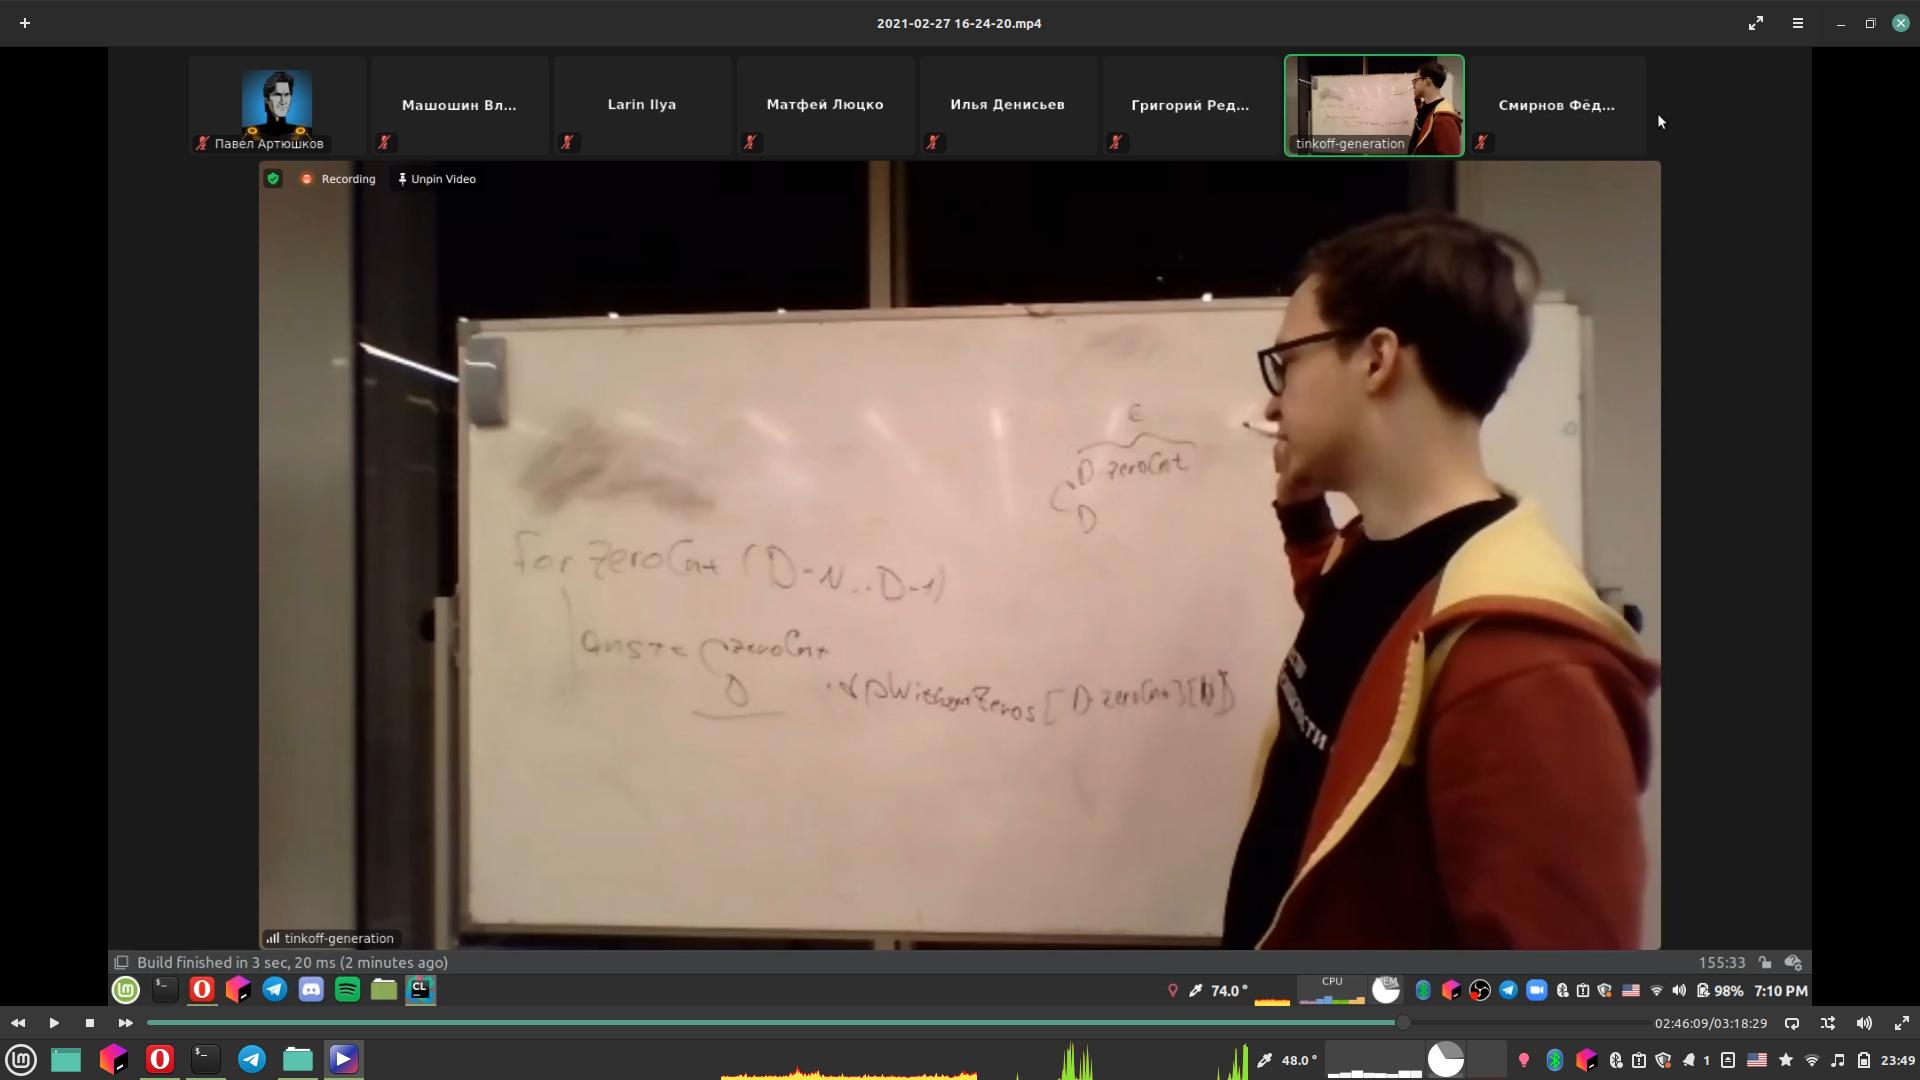 2021-02-27 16-24-20.mp4
Павел Артюшков
Машошин Вл...
Larin Ilya
Матфей Люцко
Илья Денисьев
Григорий Ред...
tinkoff-generation
Смирнов Фёд...
Recording
Unpin Video
ε
D-zeroCnt
C
D
For zeroCnt (D-N..D-1)
ans+= C zeroCnt
D
·dpWithoutZeros[D-zeroCnt][N]
tinkoff-generation
Build finished in 3 sec, 20 ms (2 minutes ago)
155:33
CL
74.0°
CPU
MEM
98%
7:10 PM
02:46:09/03:18:29
48.0°
1
23:49